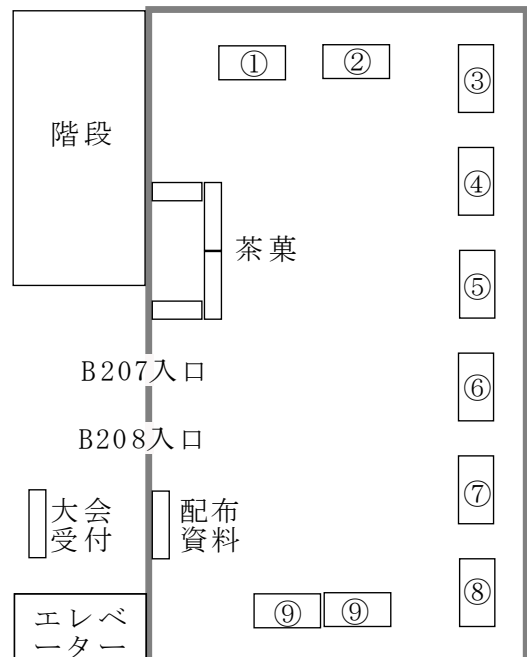 ①
②
③
階段
④
茶菓
⑤
B207入口
⑥
B208入口
⑦
大会
受付
配布
資料
⑧
エレベ
ーター
⑨
⑨